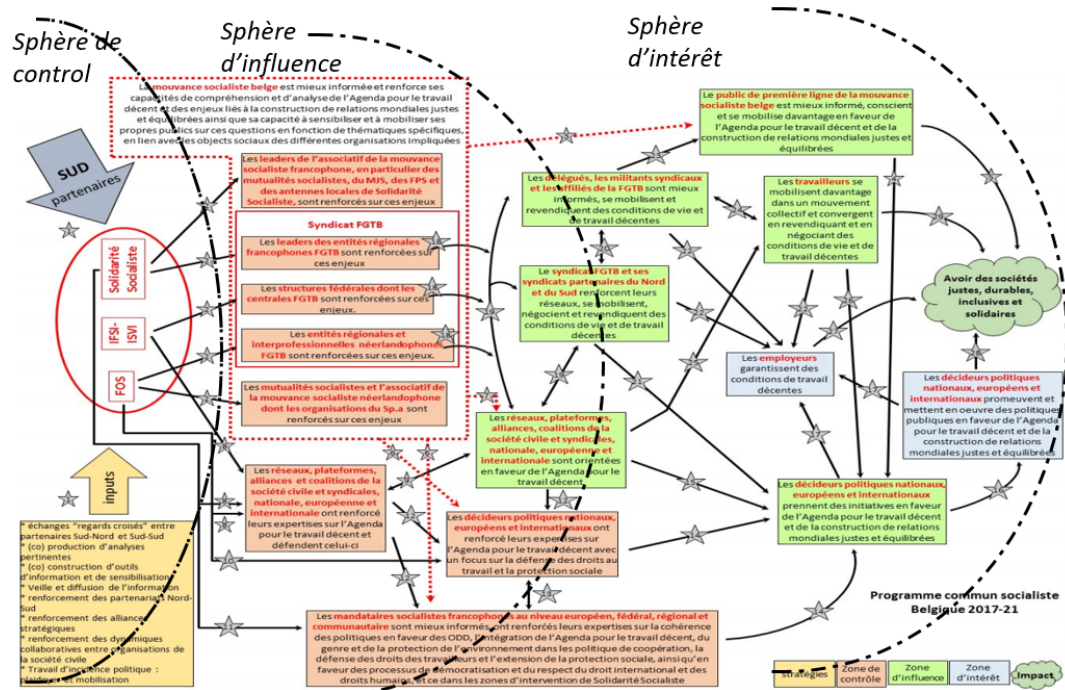 Sphère de
control
Sphère
d’influence
Sphère
d’intérêt
La mouvance socialiste belge est mieux informée et renforce ses
capacités de compréhension et d'analyse de l'Agenda pour le travail
décent et des enjeux liés à la construction de relations mondiales justes
et équilibrées ainsi que sa capacité à sensibiliser et à mobiliser ses
propres publics sur ces questions en fonction de thématiques spécifiques,
en lien avec les objets sociaux des différentes organisations impliquées
SUD
partenaires
Les leaders de l'associatif de la mouvance
socialiste francophone, en particulier des
mutualités socialistes, du MJS, des FPS et
des antennes locales de Solidarité
Socialiste, sont renforcés sur ces enjeux
Syndicat FGTB
Les leaders des entités régionales
francophones FGTB sont renforcées sur
ces enjeux
Les structures fédérales dont les
centrales FGTB sont renforcées sur ces
enjeux.
Les entités régionales et
interprofessionnelles néerlandophones
FGTB sont renforcées sur ces enjeux.
Les mutualités socialistes et l'associatif de
la mouvance socialiste néerlandophone
dont les organisations du Sp.a sont
renforcés sur ces enjeux
Solidarité
Socialiste
IFSI-
ISVI
FOS
inputs
* échanges "regards croisés" entre
partenaires Sud-Nord et Sud-Sud
* (co) production d'analyses
pertinentes
* (co) construction d'outils
d'information et de sensibilisation
* Veille et diffusion de l'information
* renforcement des partenariats Nord-
Sud
* renforcement des alliances
stratégiques
* renforcement des dynamiques
collaboratives entre organisations de
la société civile
* Travail d'incidence politique :
plaidoyer et mobilisation
Les réseaux, plateformes,
alliances et coalitions de la
société civile et syndicales,
nationale, européenne et
internationale ont renforcé
leurs expertises sur l'Agenda
pour le travail décent et
défendent celui-ci
Les décideurs politiques nationaux,
européens et internationaux ont
renforcé leurs expertises sur
l'Agenda pour le travail décent avec
un focus sur la défense des droits au
travail et la protection sociale
Les mandataires socialistes francophones au niveau européen, fédéral, régional et
communautaire sont mieux informés, ont renforcé leurs expertises sur la cohérence
des politiques en faveur des ODD, l'intégration de l'Agenda pour le travail décent, du
genre et de la protection de l'environnement dans les politique de coopération, la
défense des droits des travailleurs et l'extension de la protection sociale, ainsi qu'en
faveur des processus de démocratisation et du respect du droit international et des
droits humains, et ce dans les zones d'intervention de Solidarité Socialiste
Les délégués, les militants syndicaux
et les affiliés de la FGTB sont mieux
informés, se mobilisent et
revendiquent des conditions de vie et
de travail décentes
Le syndicat FGTB et ses
syndicats partenaires du Nord
et du Sud renforcent leurs
réseaux, se mobilisent,
négocient et revendiquent des
conditions de vie et de travail
décentes
Les réseaux, plateformes,
alliances, coalitions de la
société civile et syndicales,
nationale, européenne et
internationale sont orientées
en faveur de l'Agenda pour le
travail décent
Le public de première ligne de la mouvance
socialiste belge est mieux informé, conscient
et se mobilise davantage en faveur de
l'Agenda pour le travail décent et de la
construction de relations mondiales justes et
équilibrées
Les travailleurs se
mobilisent davantage
dans un mouvement
collectif et convergent
en revendiquant et en
négociant des
conditions de vie et de
travail décentes
Avoir des sociétés
justes, durables,
inclusives et
solidaires
Les employeurs
garantissent des
conditions de travail
décentes
Les décideurs politiques
nationaux, européens et
internationaux promeuvent et
mettent en oeuvre des politiques
publiques en faveur de l'Agenda
pour le travail décent et de la
construction de relations
mondiales justes et équilibrées
Les décideurs politiques nationaux,
européens et internationaux
prennent des initiatives en faveur
de l'Agenda pour le travail décent
et de la construction de relations
mondiales justes et équilibrées
Programme commun socialiste
Belgique 2017-21
stratégies
Zone de
contrôle
Zone
d'influence
Zone
d'intérêt
Impact